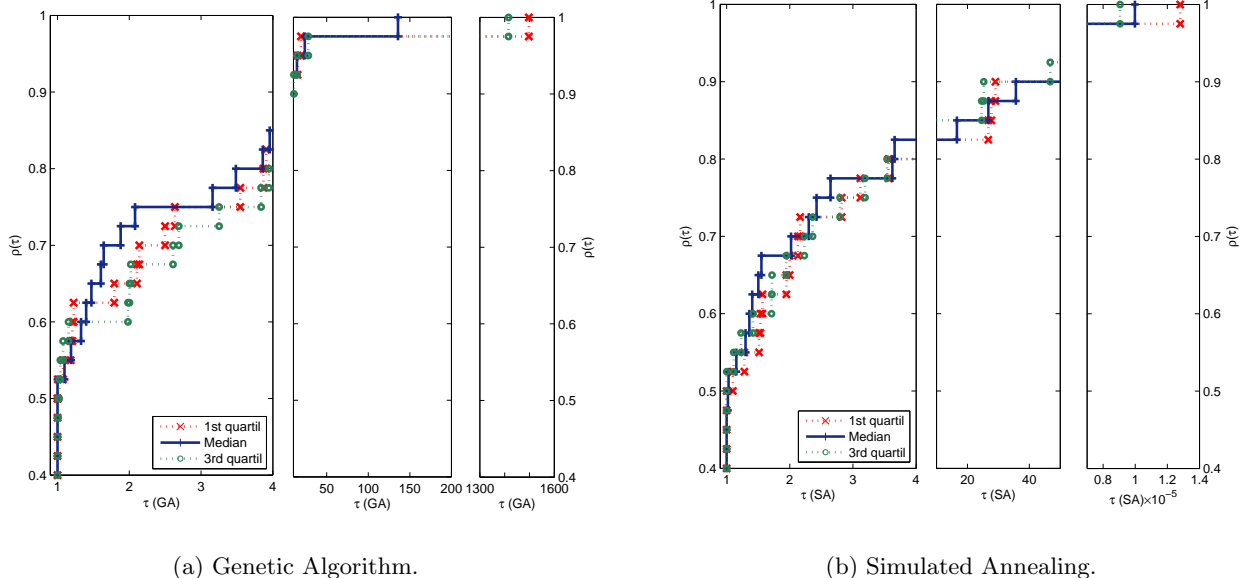 1
0.9
0.8
0.7
0.6
0.5
0.4
ρ(τ)
1 2 3 4
τ (GA)
1st quartil
Median
3rd quartil
50 100 150 200
τ (GA)
1300 1600
τ (GA)
1
0.9
0.8
0.7
0.6
0.5
0.4
ρ(τ)
(a) Genetic Algorithm.
1
0.9
0.8
0.7
0.6
0.5
0.4
ρ(τ)
1 2 3 4
τ (SA)
1st quartil
Median
3rd quartil
20 40
τ (SA)
0.8 1 1.2 1.4
τ (SA)×10⁻⁵
1
0.9
0.8
0.7
0.6
0.5
0.4
ρ(τ)
(b) Simulated Annealing.